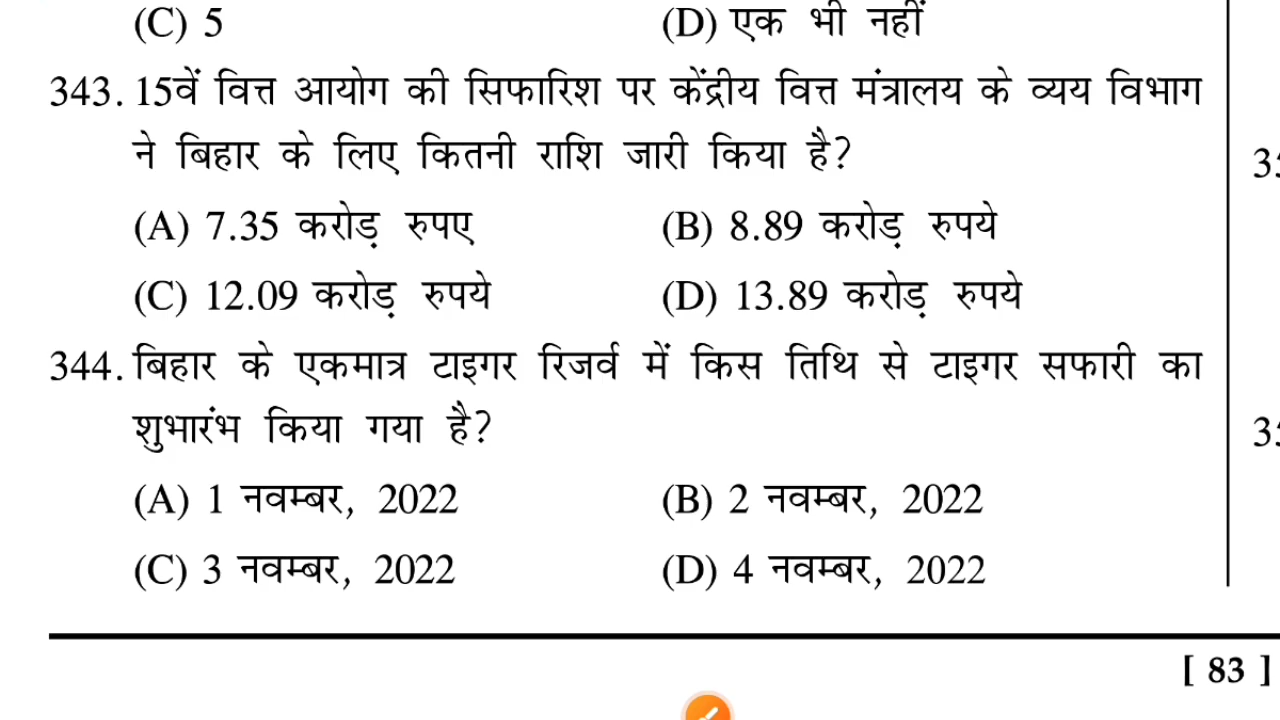 (C) 5 (D) एक भी नहीं
343. 15वें वित्त आयोग की सिफारिश पर केंद्रीय वित्त मंत्रालय के व्यय विभाग
ने बिहार के लिए कितनी राशि जारी किया है?
(A) 7.35 करोड़ रुपए (B) 8.89 करोड़ रुपये
(C) 12.09 करोड़ रुपये (D) 13.89 करोड़ रुपये
344. बिहार के एकमात्र टाइगर रिजर्व में किस तिथि से टाइगर सफारी का
शुभारंभ किया गया है?
(A) 1 नवम्बर, 2022 (B) 2 नवम्बर, 2022
(C) 3 नवम्बर, 2022 (D) 4 नवम्बर, 2022
[ 83 ]